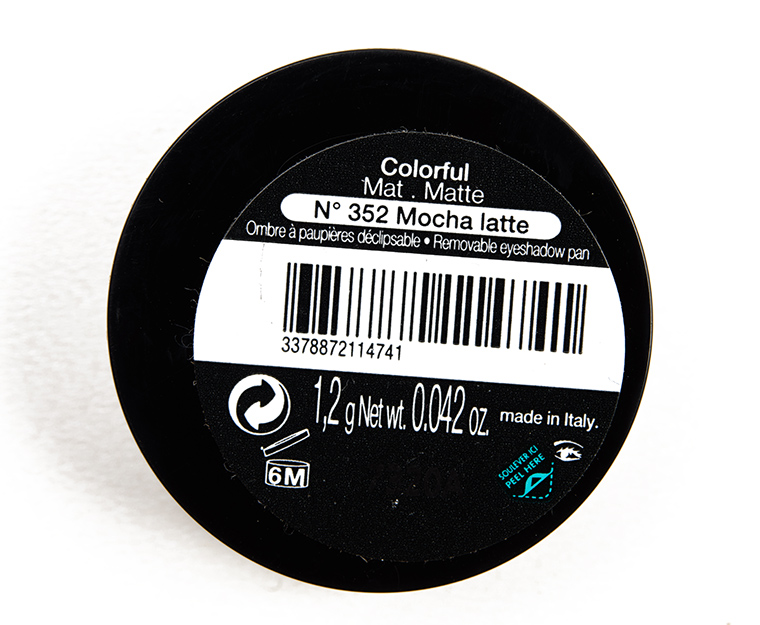 Colorful
Mat . Matte
N° 352 Mocha latte
Ombre à paupières déclipsable • Removable eyeshadow pan
3378872114741
1,2 g Net wt. 0.042 oz. made in Italy.
6M
SOULEVER ICI
PEEL HERE